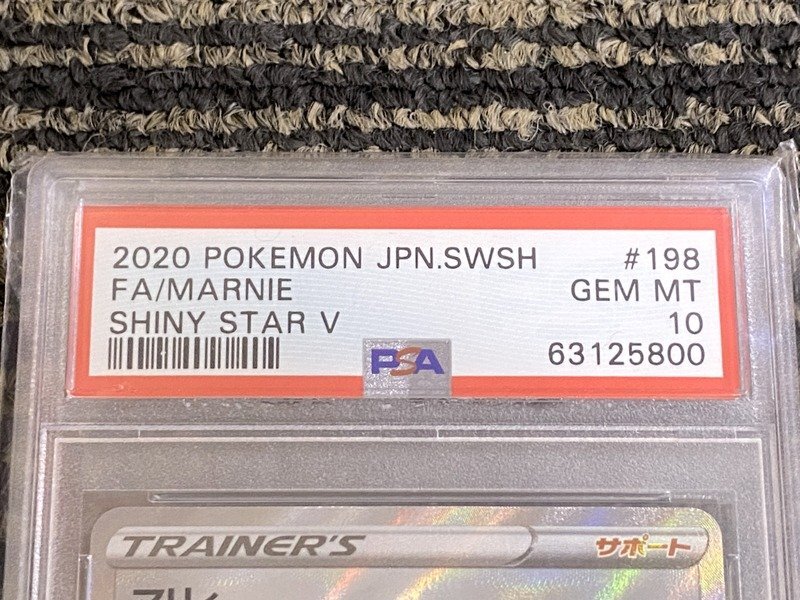 2020 POKEMON JPN.SWSH #198
FA/MARNIE GEM MT
SHINY STAR V 10
PSA 63125800
TRAINER'S サポート